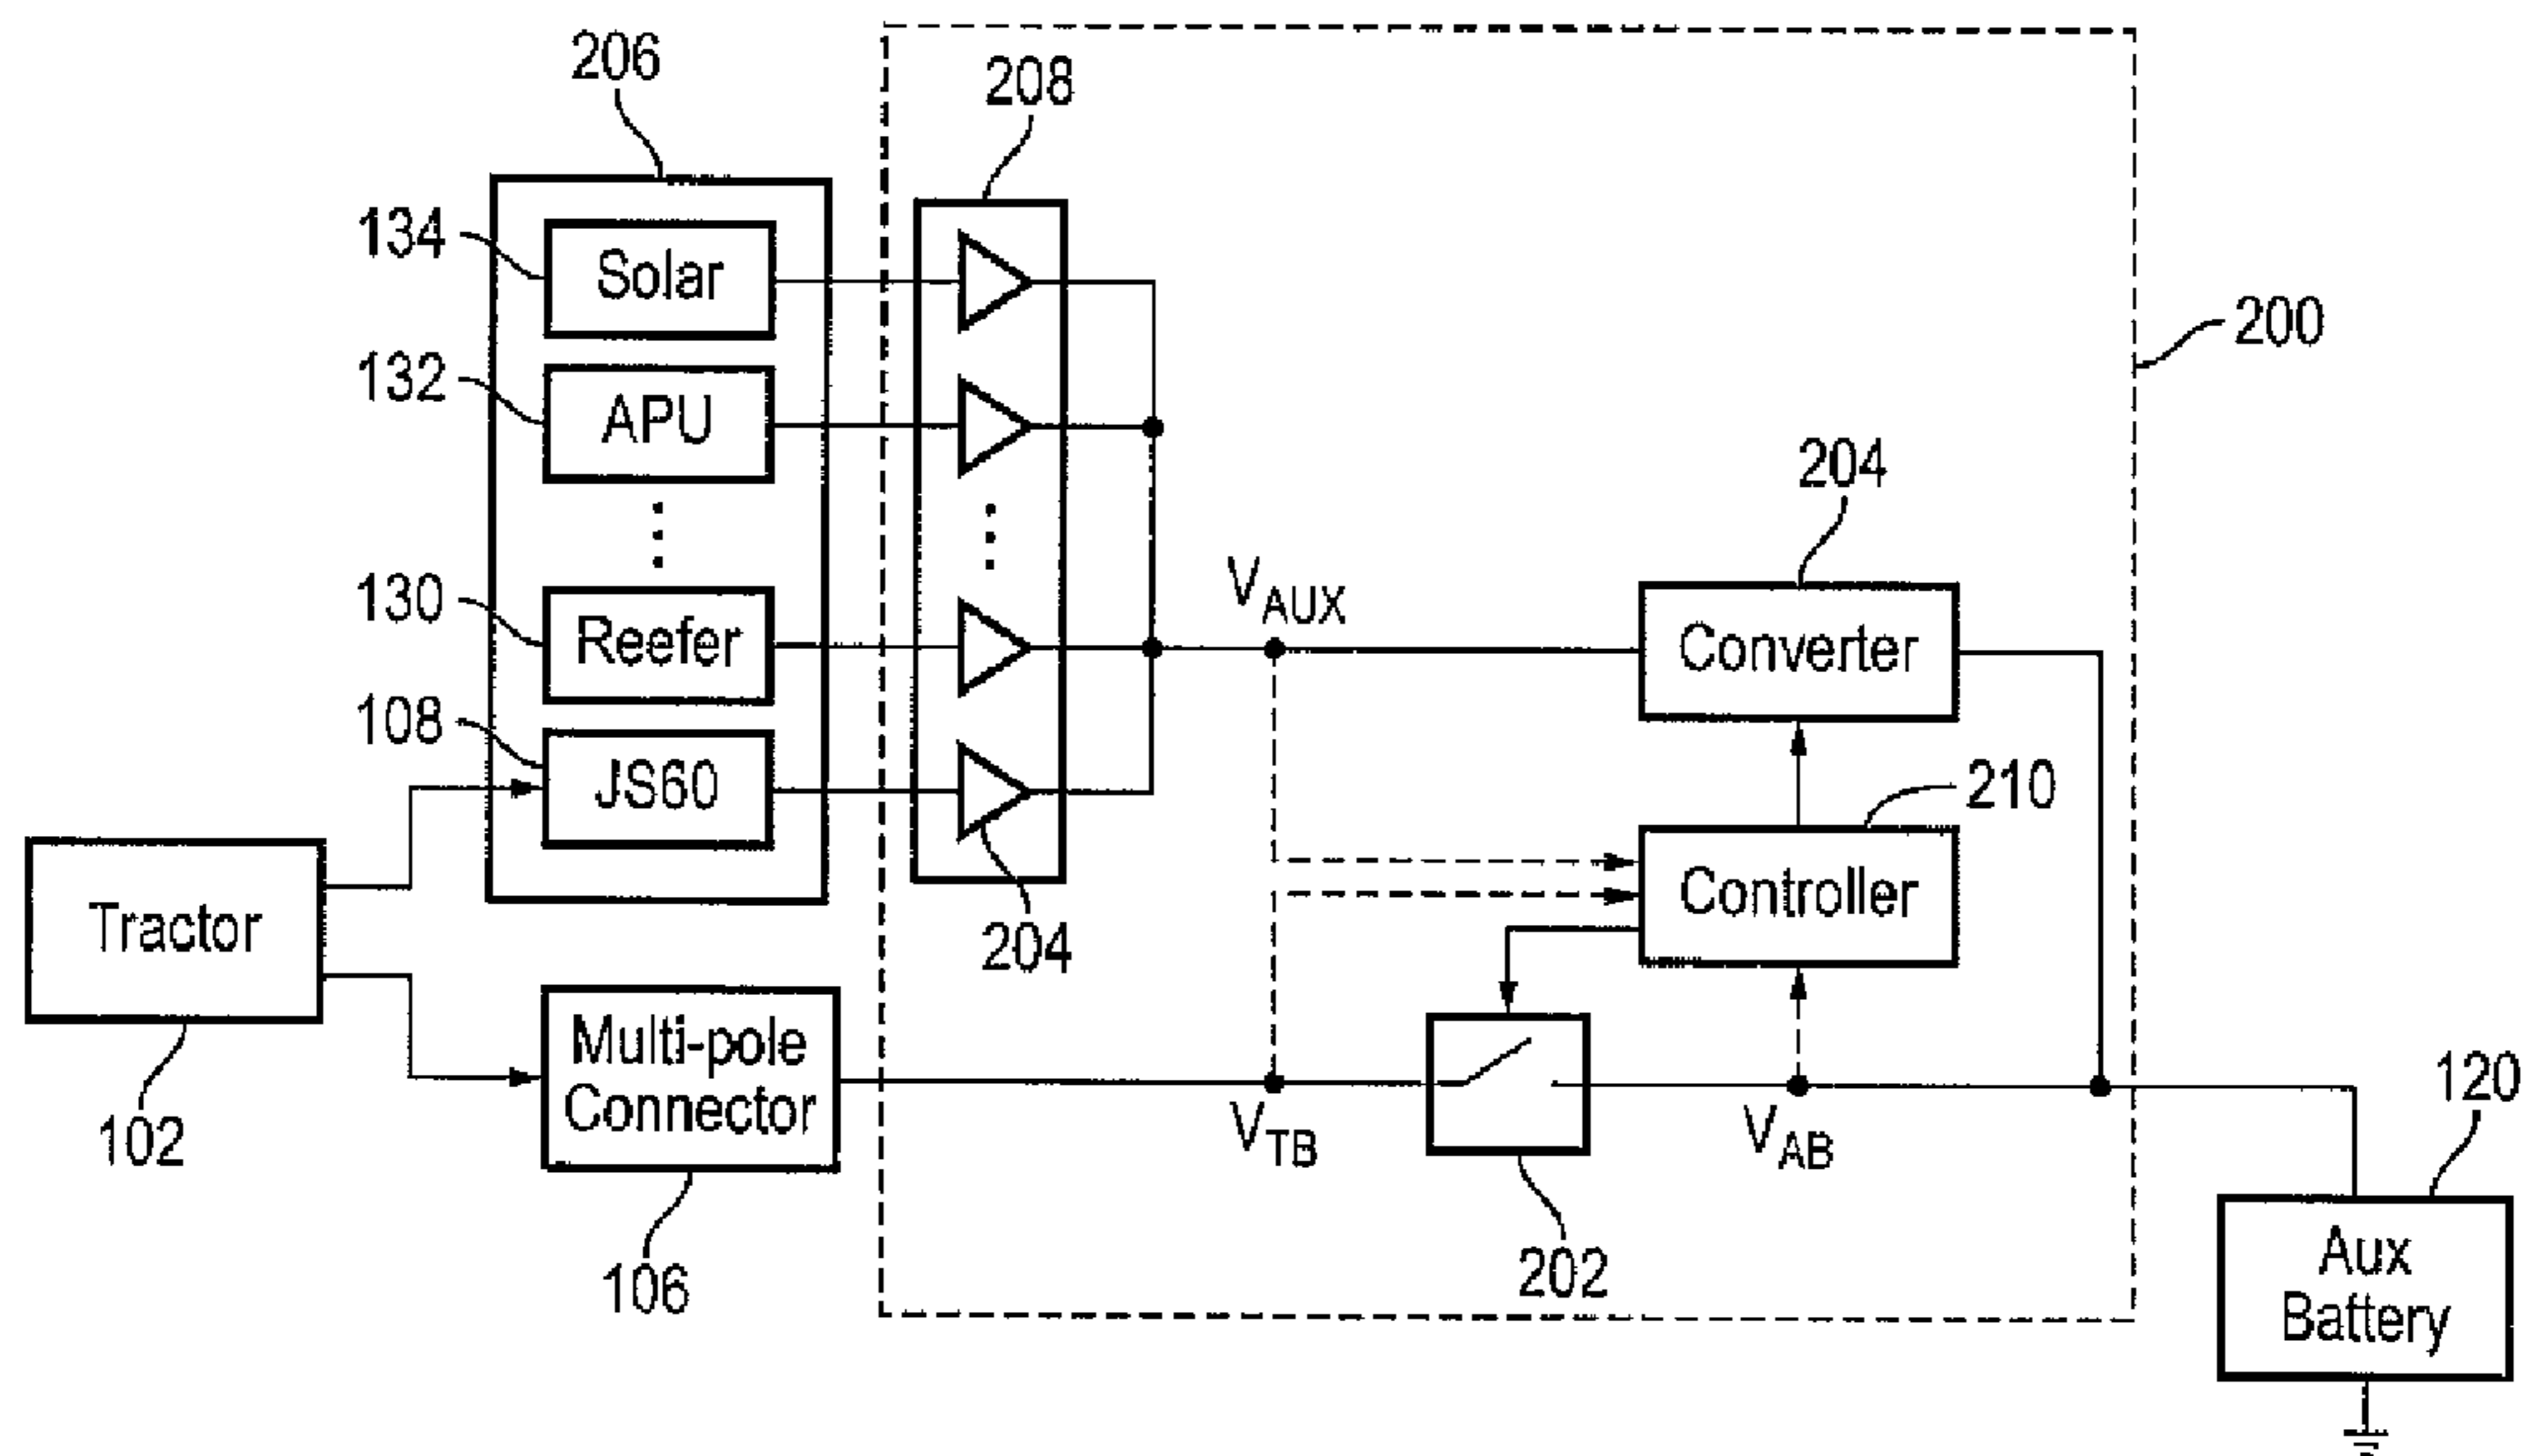 206
208
134
Solar
200
132
APU
204
130
Reefer
VAUX
Converter
108
JS60
210
Tractor
204
Controller
102
Multi-pole
Connector
106
VTB
202
VAB
120
Aux
Battery